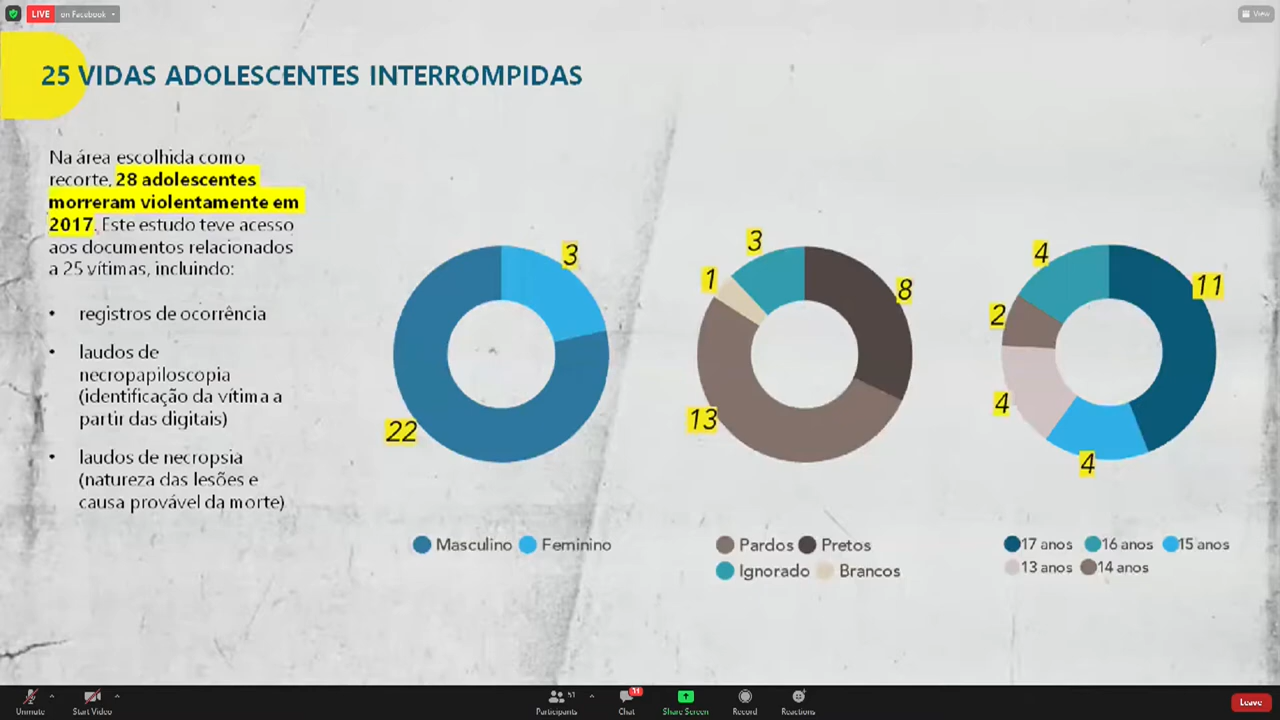 LIVE on Facebook
View
25 VIDAS ADOLESCENTES INTERROMPIDAS
Na área escolhida como
recorte, 28 adolescentes
morreram violentamente em
2017. Este estudo teve acesso
aos documentos relacionados
a 25 vítimas, incluindo:
• registros de ocorrência
• laudos de
necropapiloscopia
(identificação da vítima a
partir das digitais)
• laudos de necropsia
(natureza das lesões e
causa provável da morte)
3
22
Masculino Feminino
3
1
8
13
Pardos Pretos
Ignorado Brancos
4
11
2
4
4
17 anos 16 anos 15 anos
13 anos 14 anos
Unmute
Start Video
51
Participants
31
Chat
Share Screen
Record
Reactions
Leave